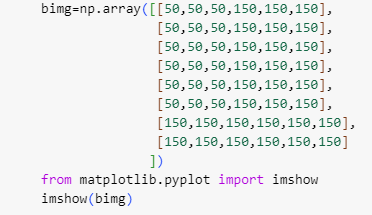 bimg=np.array([[50,50,50,150,150,150],
[50,50,50,150,150,150],
[50,50,50,150,150,150],
[50,50,50,150,150,150],
[50,50,50,150,150,150],
[50,50,50,150,150,150],
[150,150,150,150,150,150],
[150,150,150,150,150,150]
])
from matplotlib.pyplot import imshow
imshow(bimg)